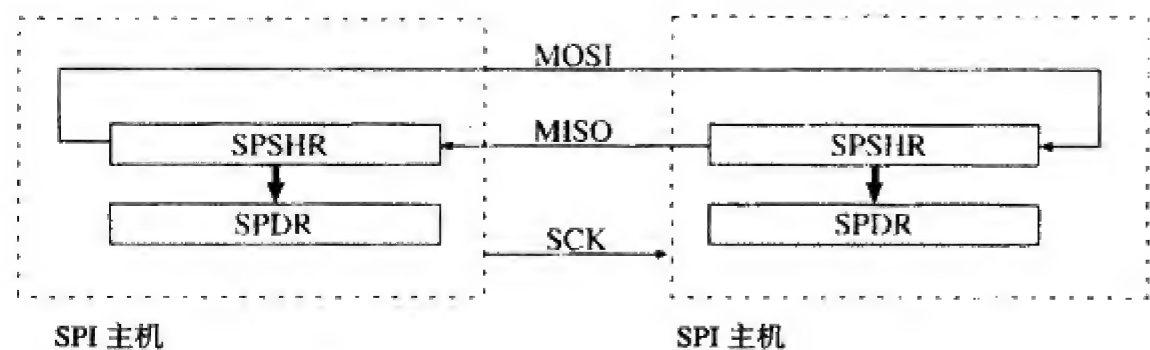 MOSI
SPSHR
MISO
SPSHR
SPDR
SCK
SPDR
SPI 主机
SPI 主机